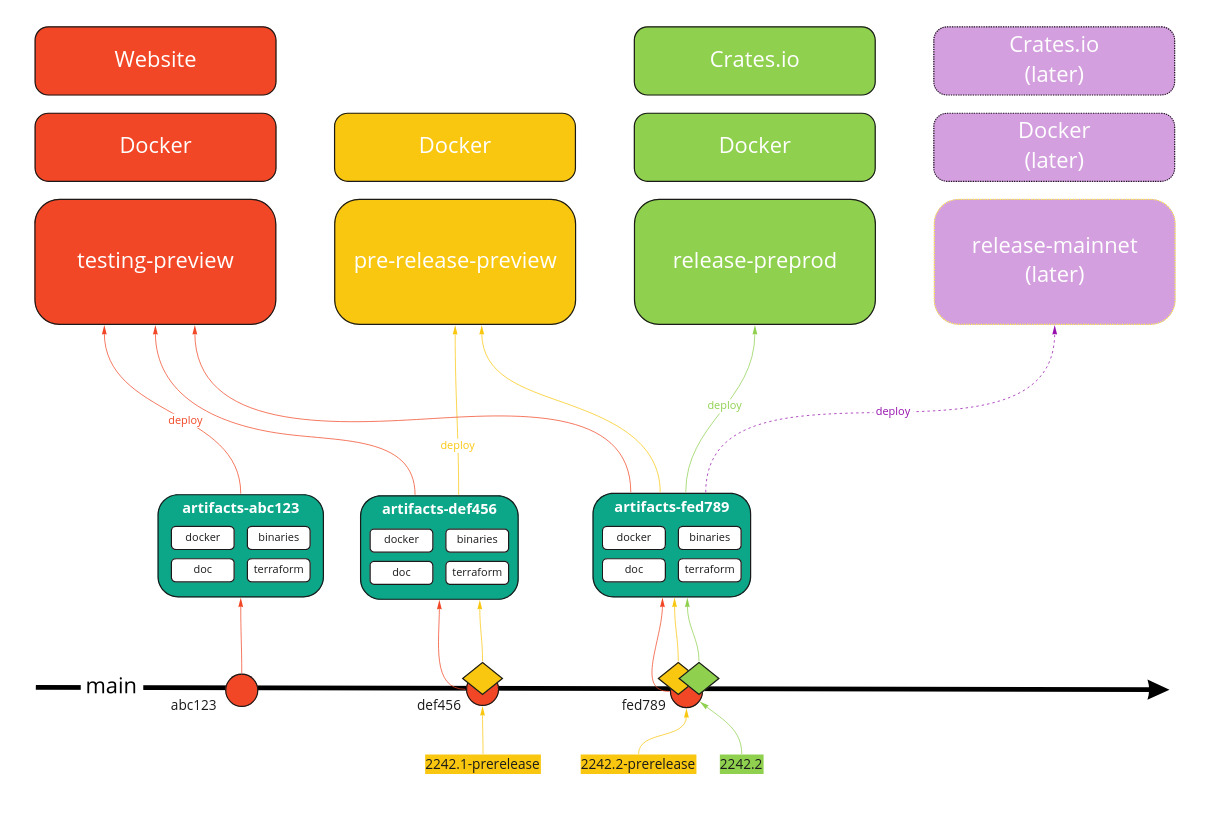 Website
Crates.io
Crates.io
(later)
Docker
Docker
Docker
Docker
(later)
testing-preview
pre-release-preview
release-preprod
release-mainnet
(later)
deploy
deploy
deploy
deploy
artifacts-abc123
docker
binaries
doc
terraform
artifacts-def456
docker
binaries
doc
terraform
artifacts-fed789
docker
binaries
doc
terraform
main
abc123
def456
fed789
2242.1-prerelease
2242.2-prerelease
2242.2